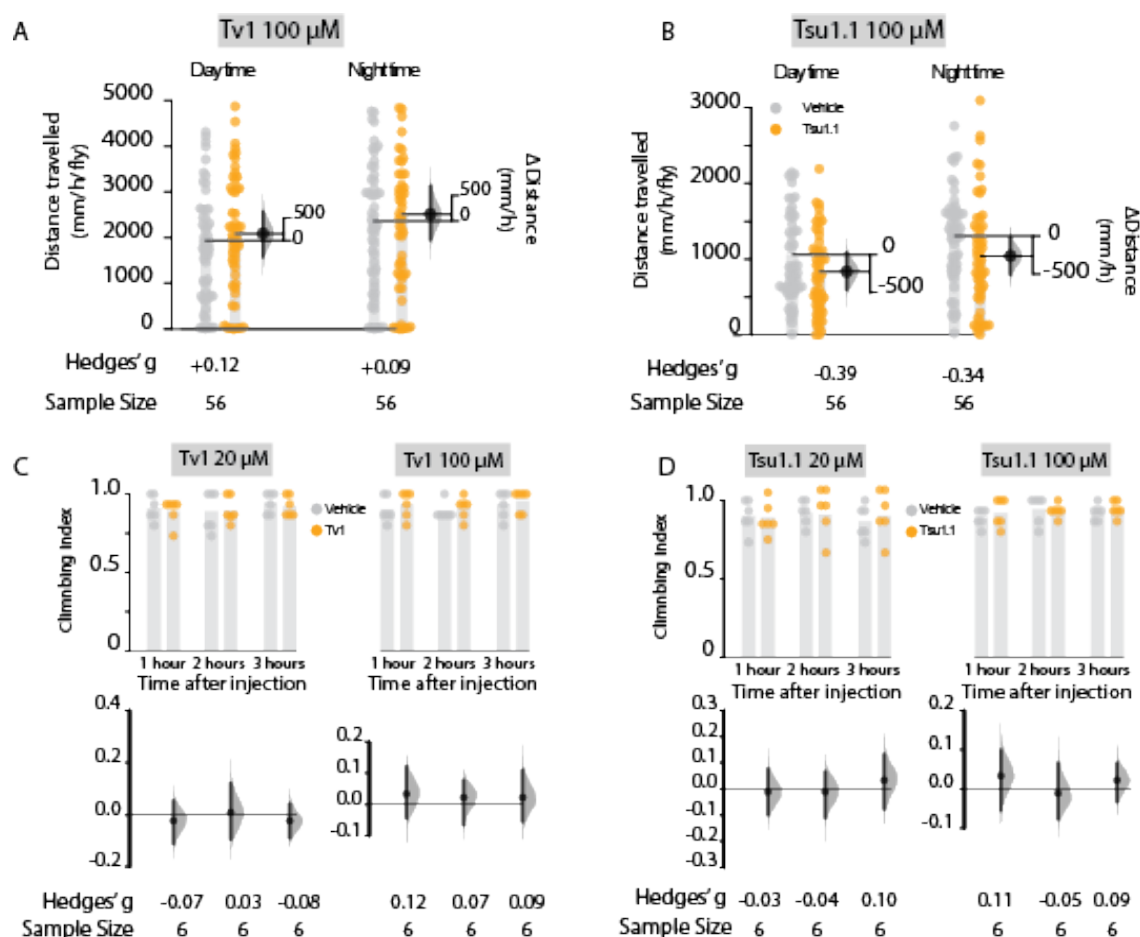 A
Tv1 100 µM
Daytime
Nighttime
5000
4000
3000
2000
1000
0
Distance travelled
(mm/h/fly)
500
0
500
0
Δ Distance
(mm/h)
Hedges' g
+0.12
+0.09
Sample Size
56
56
B
Tsu1.1 100 µM
Daytime
Nighttime
Vehicle
Tsu1.1
3000
2000
1000
0
Distance travelled
(mm/h/fly)
0
-500
0
-500
ΔDistance
(mm/h)
Hedges' g
-0.39
-0.34
Sample Size
56
56
C
Tv1 20 µM
Tv1 100 µM
1.0
0.5
0
Climnbing Index
Vehicle
TV1
1 hour 2 hours 3 hours
Time after injection
1 hour 2 hours 3 hours
Time after injection
0.4
0.2
0.0
-0.2
0.2
0.1
0.0
-0.1
Hedges' g
-0.07 0.03 -0.08
0.12 0.07 0.09
Sample Size
6 6 6
6 6 6
D
Tsu1.1 20 µM
Tsu1.1 100 µM
1.0
0.5
0
Climnbing Index
Vehicle
Tsu1.1
1 hour 2 hours 3 hours
Time after injection
1 hour 2 hours 3 hours
Time after injection
0.3
0.2
0.1
0.0
-0.1
-0.2
-0.3
0.2
0.1
0.0
-0.1
Hedges' g
-0.03 -0.04 0.10
0.11 -0.05 0.09
Sample Size
6 6 6
6 6 6